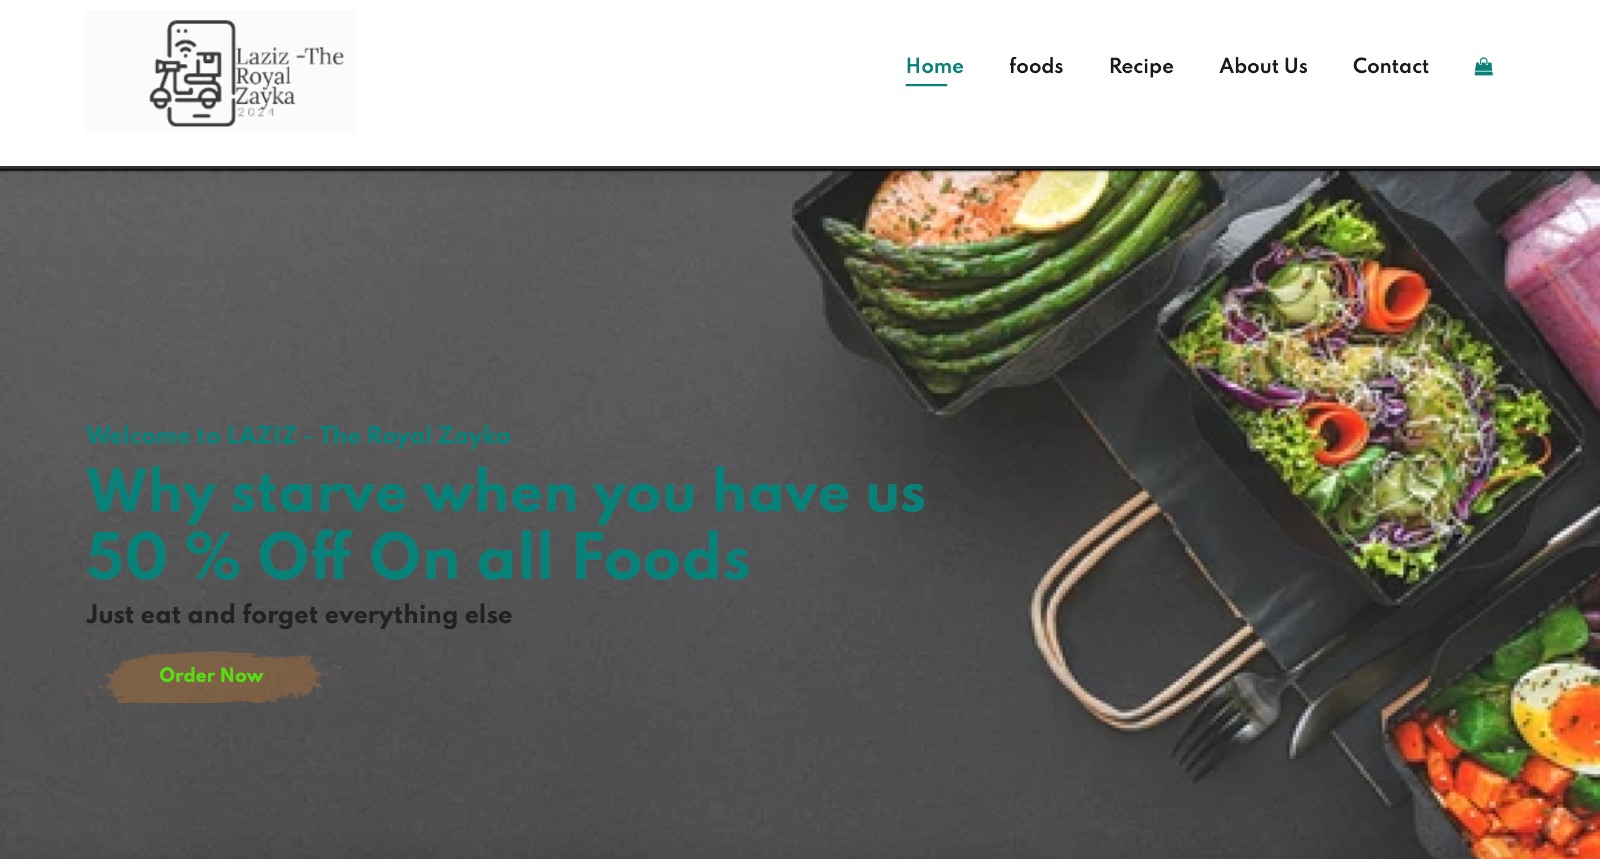 Laziz -The
Royal
Zayka
2024
Home foods Recipe About Us Contact
Welcome to LAZIZ - The Royal Zayka
Why starve when you have us
50 % Off On all Foods
Just eat and forget everything else
Order Now